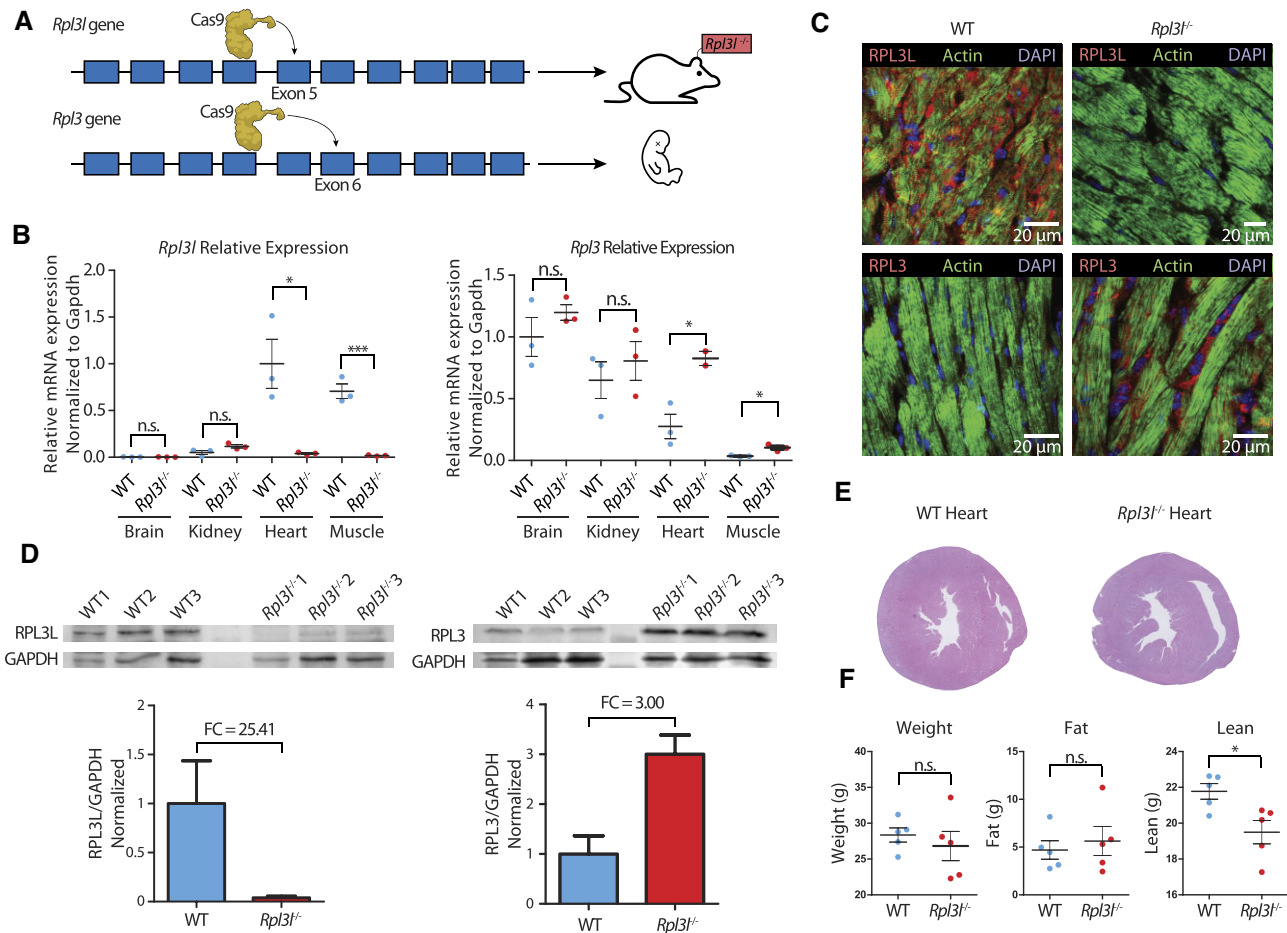 A
Rpl3l gene
Cas9
Rpl3l -/-
Exon 5
Rpl3 gene
Cas9
Exon 6
B
Rpl3l Relative Expression
Relative mRNA expression
Normalized to Gapdh
2.0
1.5
1.0
0.5
0.0
n.s.
n.s.
*
***
WT
Rpl3l-/-
WT
Rpl3l-/-
WT
Rpl3l-/-
WT
Rpl3l-/-
Brain
Kidney
Heart
Muscle
Rpl3 Relative Expression
Relative mRNA expression
Normalized to Gapdh
1.5
1.0
0.5
0.0
n.s.
n.s.
*
*
WT
Rpl3l-/-
WT
Rpl3l-/-
WT
Rpl3l-/-
WT
Rpl3l-/-
Brain
Kidney
Heart
Muscle
C
WT
Rpl3l-/-
RPL3L Actin DAPI
20 µm
RPL3L Actin DAPI
20 µm
RPL3 Actin DAPI
20 µm
RPL3 Actin DAPI
20 µm
D
WT1
WT2
WT3
Rpl3l-/-1
Rpl3l-/-2
Rpl3l-/-3
RPL3L
GAPDH
RPL3L/GAPDH
Normalized
2
1.5
1
0.5
0
FC = 25.41
WT
Rpl3l-/-
WT1
WT2
WT3
Rpl3l-/-1
Rpl3l-/-2
Rpl3l-/-3
RPL3
GAPDH
RPL3/GAPDH
Normalized
4
3
2
1
0
FC = 3.00
WT
Rpl3l-/-
E
WT Heart
Rpl3l-/- Heart
F
Weight
Weight (g)
40
35
30
25
20
n.s.
WT
Rpl3l-/-
Fat
Fat (g)
15
10
5
0
n.s.
WT
Rpl3l-/-
Lean
Lean (g)
24
22
20
18
16
*
WT
Rpl3l-/-